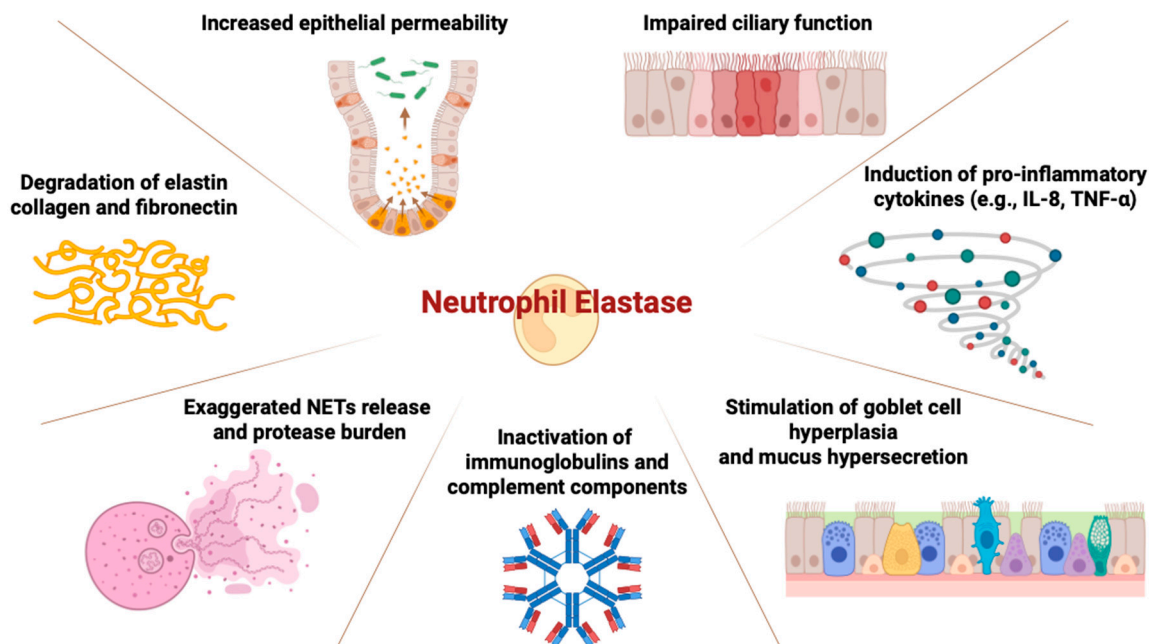 Increased epithelial permeability
Impaired ciliary function
Degradation of elastin
collagen and fibronectin
Induction of pro-inflammatory
cytokines (e.g., IL-8, TNF-α)
Neutrophil Elastase
Exaggerated NETs release
and protease burden
Inactivation of
immunoglobulins and
complement components
Stimulation of goblet cell
hyperplasia
and mucus hypersecretion